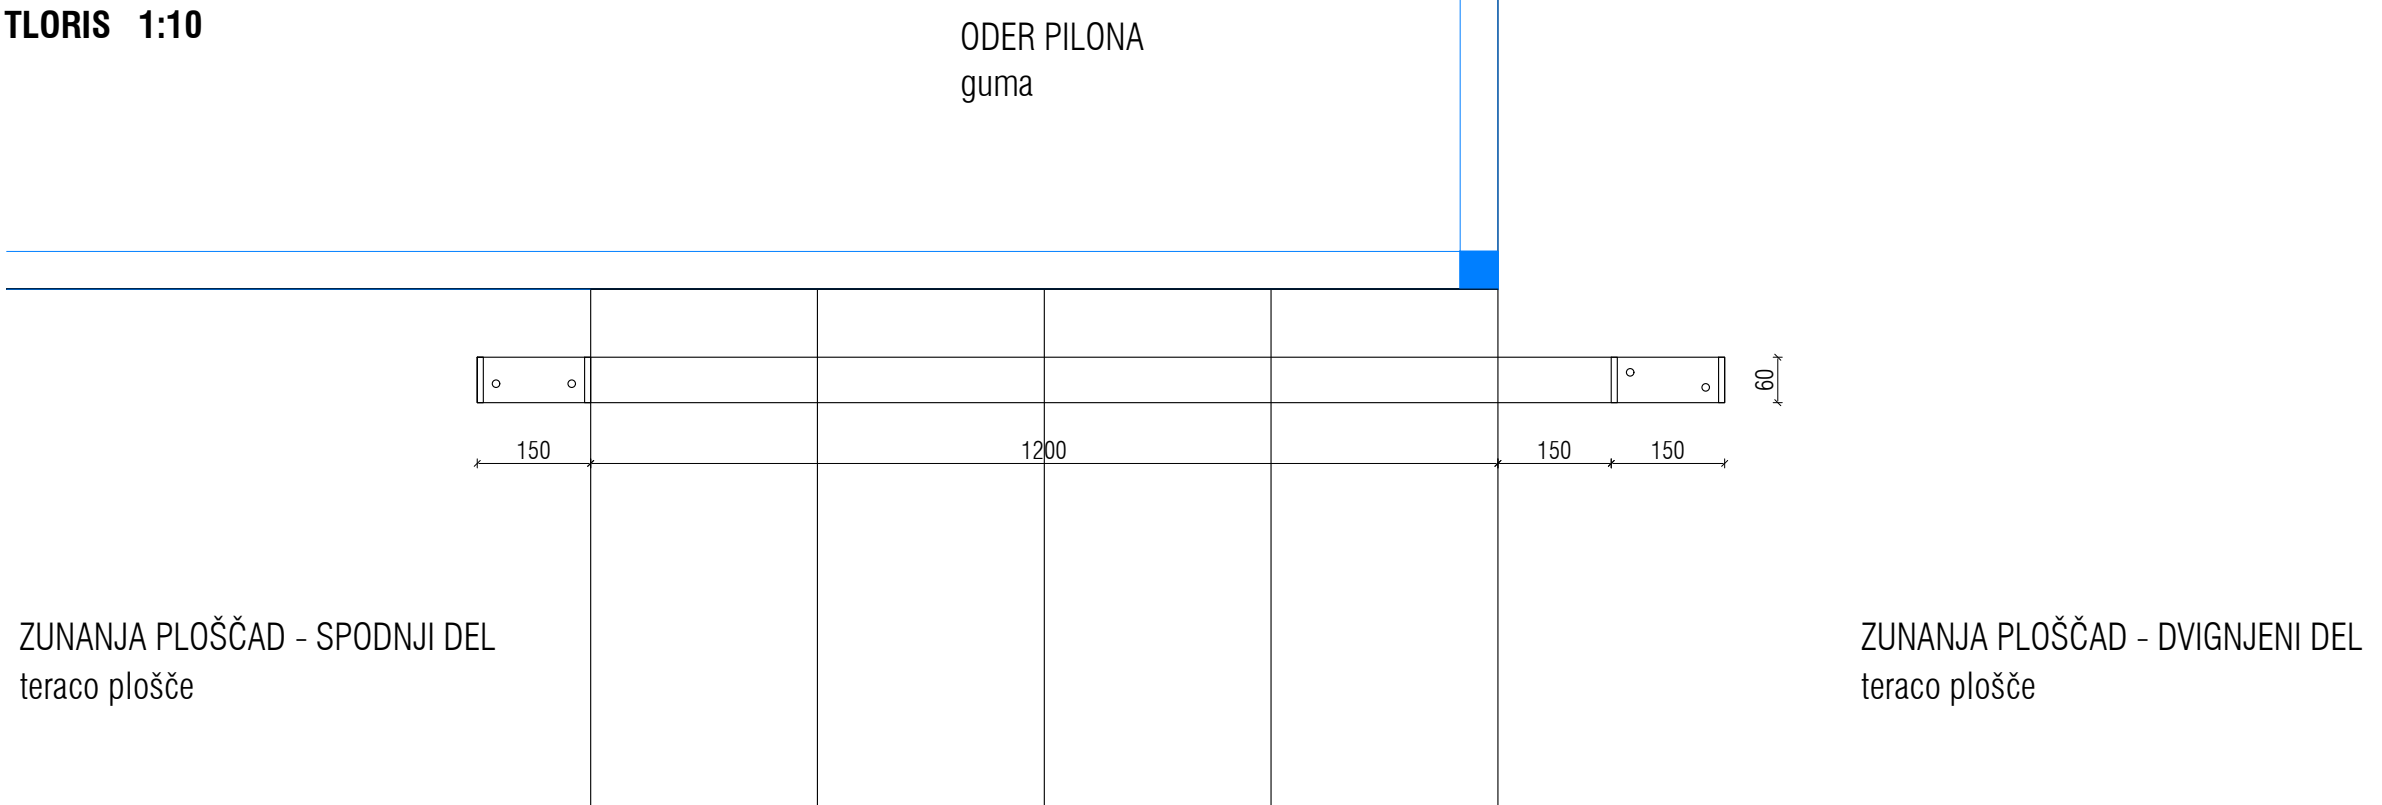 TLORIS 1:10
ODER PILONA
guma
60
150
1200
150
150
ZUNANJA PLOŠČAD - SPODNJI DEL
teraco plošče
ZUNANJA PLOŠČAD - DVIGNJENI DEL
teraco plošče